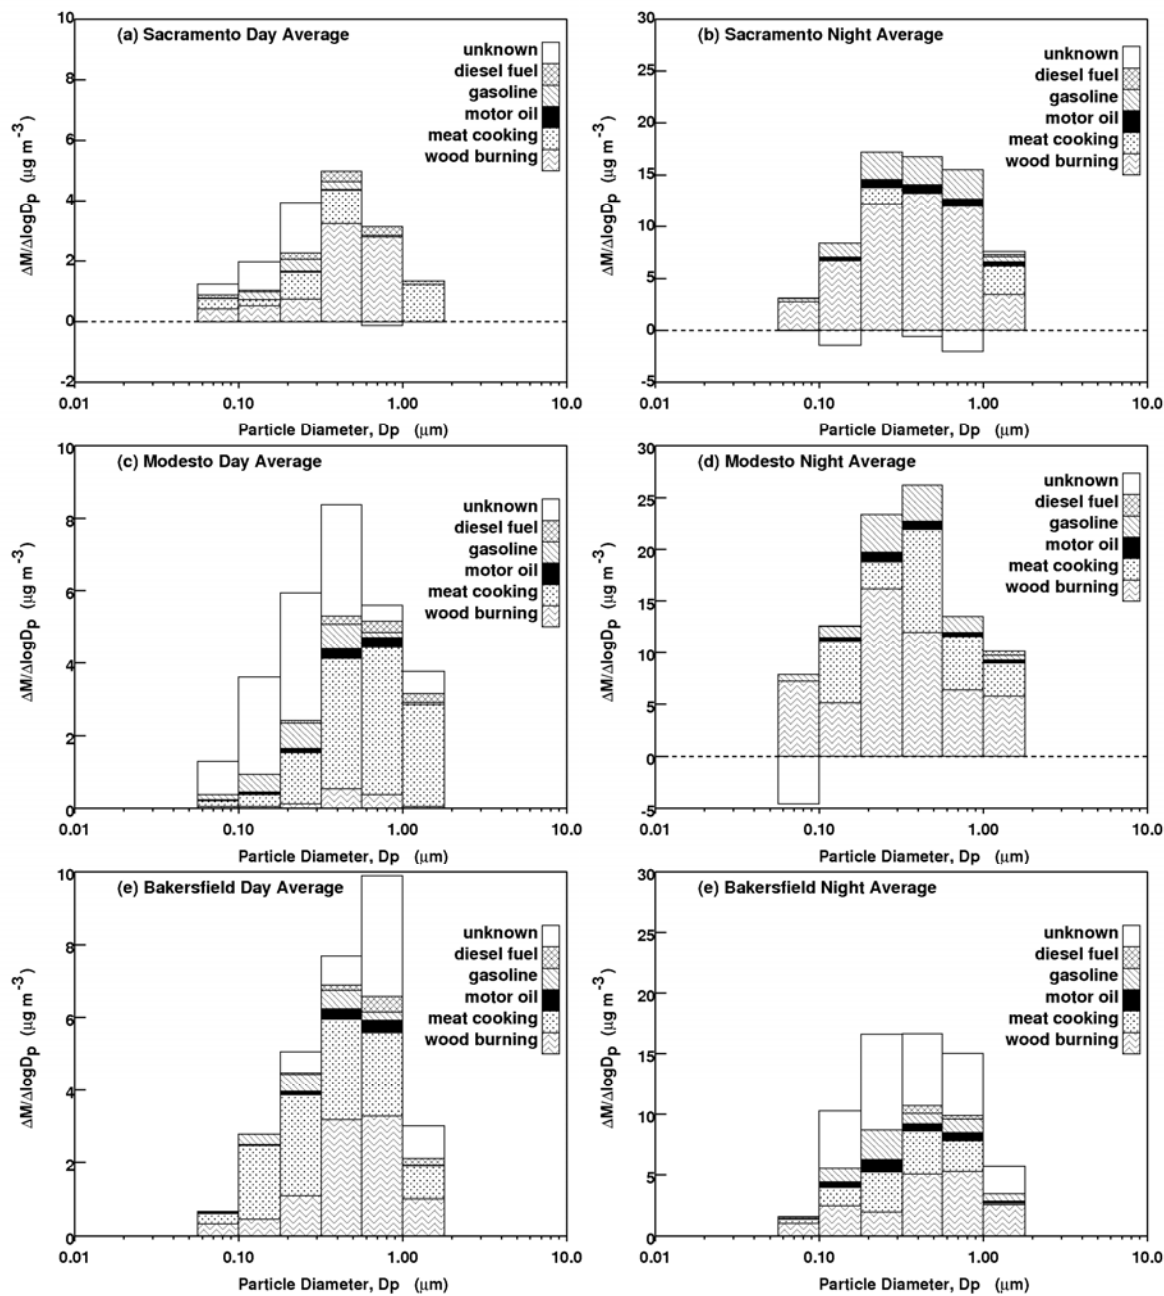 (a) Sacramento Day Average
unknown
diesel fuel
gasoline
motor oil
meat cooking
wood burning
10
8
6
4
2
0
-2
ΔM/ΔlogDp (μg m-3)
0.01
0.10
1.00
10.0
Particle Diameter, Dp (μm)
(b) Sacramento Night Average
unknown
diesel fuel
gasoline
motor oil
meat cooking
wood burning
30
25
20
15
10
5
0
-5
ΔM/ΔlogDp (μg m-3)
0.01
0.10
1.00
10.0
Particle Diameter, Dp (μm)
(c) Modesto Day Average
unknown
diesel fuel
gasoline
motor oil
meat cooking
wood burning
10
8
6
4
2
0
ΔM/ΔlogDp (μg m-3)
0.01
0.10
1.00
10.0
Particle Diameter, Dp (μm)
(d) Modesto Night Average
unknown
diesel fuel
gasoline
motor oil
meat cooking
wood burning
30
25
20
15
10
5
0
-5
ΔM/ΔlogDp (μg m-3)
0.01
0.10
1.00
10.0
Particle Diameter, Dp (μm)
(e) Bakersfield Day Average
unknown
diesel fuel
gasoline
motor oil
meat cooking
wood burning
10
8
6
4
2
0
ΔM/ΔlogDp (μg m-3)
0.01
0.10
1.00
10.0
Particle Diameter, Dp (μm)
(e) Bakersfield Night Average
unknown
diesel fuel
gasoline
motor oil
meat cooking
wood burning
30
25
20
15
10
5
0
ΔM/ΔlogDp (μg m-3)
0.01
0.10
1.00
10.0
Particle Diameter, Dp (μm)